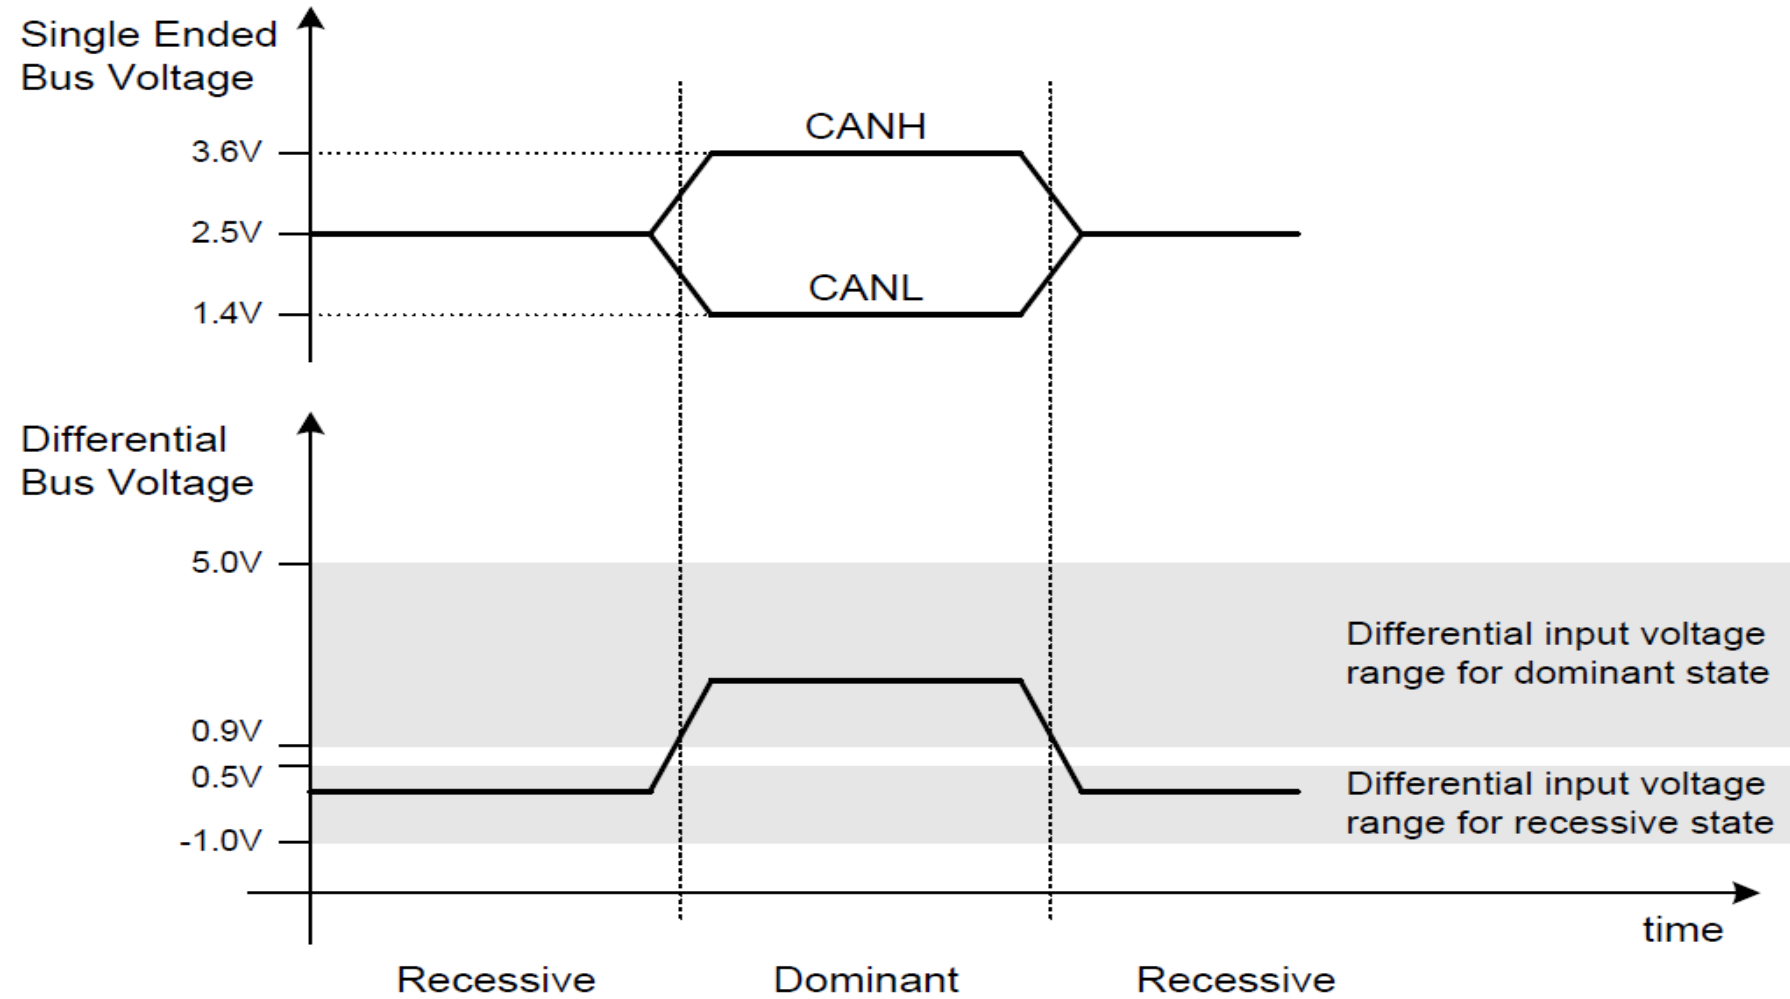 Single Ended
Bus Voltage
CANH
3.6V
2.5V
CANL
1.4V
Differential
Bus Voltage
5.0V
Differential input voltage
range for dominant state
0.9V
0.5V
Differential input voltage
range for recessive state
-1.0V
time
Recessive
Dominant
Recessive